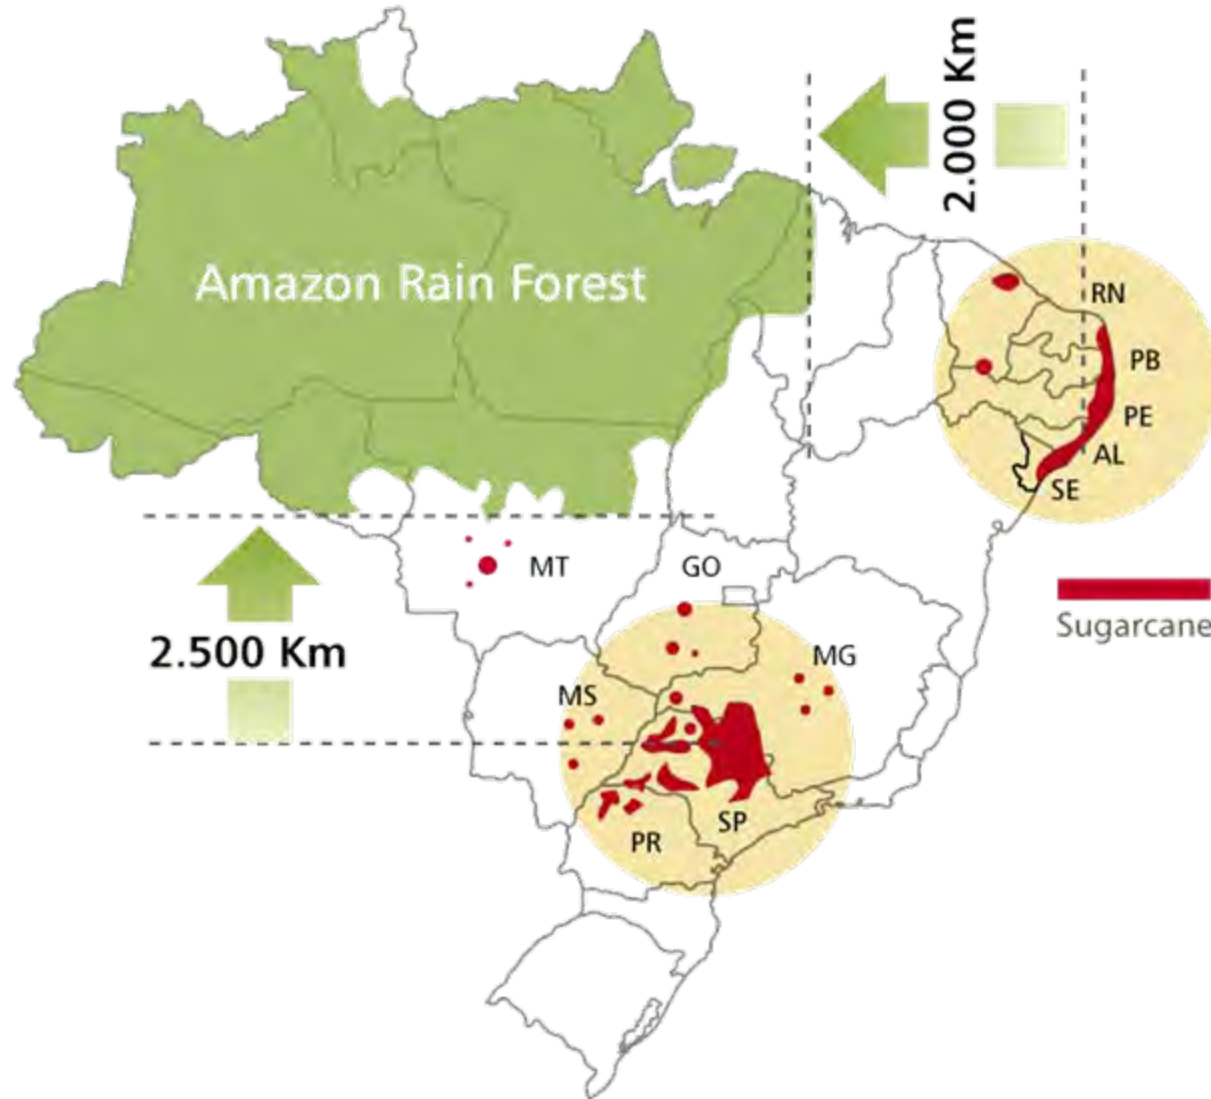 2.000 Km
Amazon Rain Forest
RN
PB
PE
AL
SE
MT
GO
Sugarcane
2.500 Km
MG
MS
SP
PR